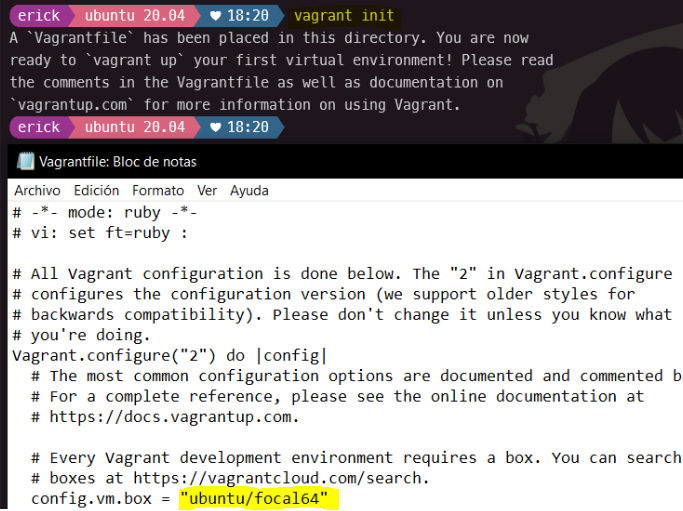 erick ubuntu 20.04 ♥ 18:20 vagrant init
A `Vagrantfile` has been placed in this directory. You are now
ready to `vagrant up` your first virtual environment! Please read
the comments in the Vagrantfile as well as documentation on
`vagrantup.com` for more information on using Vagrant.
erick ubuntu 20.04 ♥ 18:20
Vagrantfile: Bloc de notas
Archivo Edición Formato Ver Ayuda
# -*- mode: ruby -*-
# vi: set ft=ruby :

# All Vagrant configuration is done below. The "2" in Vagrant.configure
# configures the configuration version (we support older styles for
# backwards compatibility). Please don't change it unless you know what
# you're doing.
Vagrant.configure("2") do |config|
  # The most common configuration options are documented and commented b
  # For a complete reference, please see the online documentation at
  # https://docs.vagrantup.com.

  # Every Vagrant development environment requires a box. You can search
  # boxes at https://vagrantcloud.com/search.
  config.vm.box = "ubuntu/focal64"